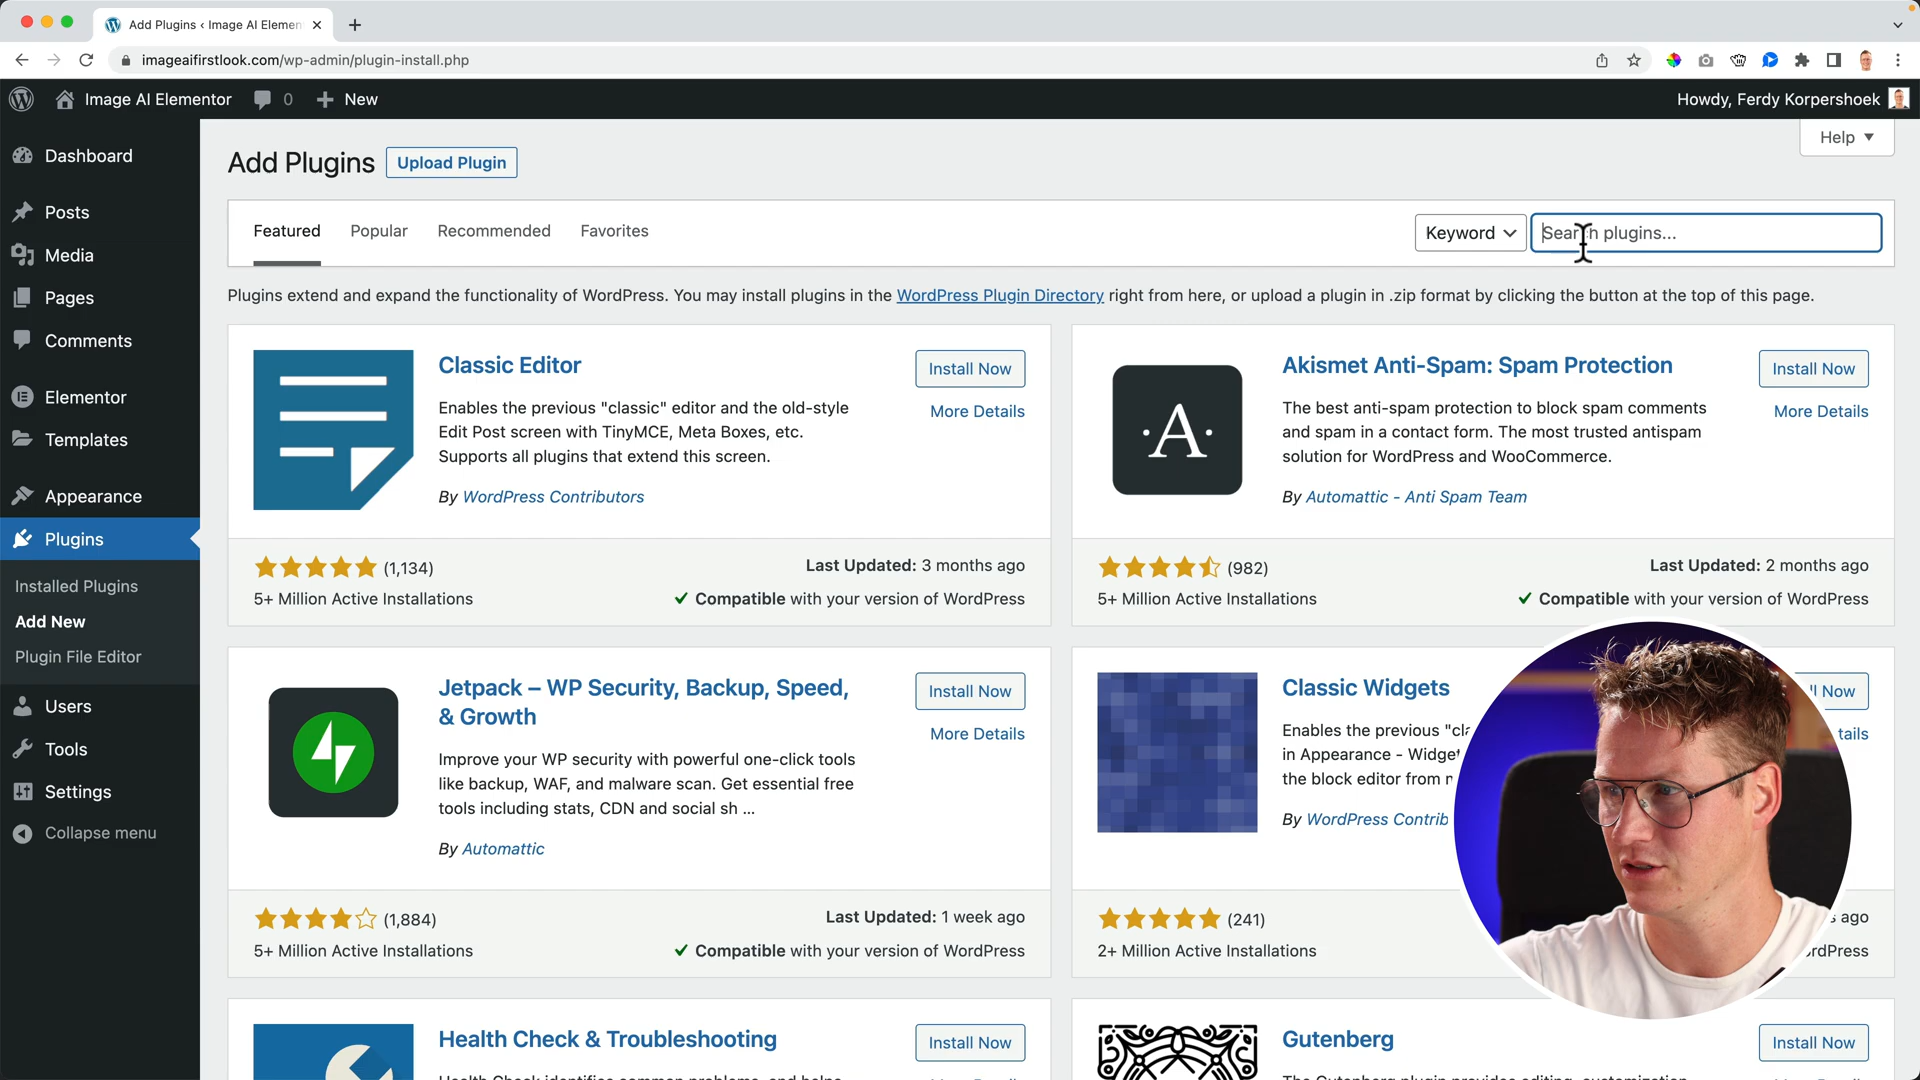 Add Plugins ‹ Image AI Elemen
imageaifirstlook.com/wp-admin/plugin-install.php
Image AI Elementor
0
New
Howdy, Ferdy Korpershoek
Help
Dashboard
Posts
Media
Pages
Comments
Elementor
Templates
Appearance
Plugins
Installed Plugins
Add New
Plugin File Editor
Users
Tools
Settings
Collapse menu
Add Plugins
Upload Plugin
Featured
Popular
Recommended
Favorites
Keyword
Search plugins...
Plugins extend and expand the functionality of WordPress. You may install plugins in the WordPress Plugin Directory right from here, or upload a plugin in .zip format by clicking the button at the top of this page.
Classic Editor
Install Now
More Details
Enables the previous "classic" editor and the old-style
Edit Post screen with TinyMCE, Meta Boxes, etc.
Supports all plugins that extend this screen.
By WordPress Contributors
(1,134)
5+ Million Active Installations
Last Updated: 3 months ago
Compatible with your version of WordPress
·A·
Akismet Anti-Spam: Spam Protection
Install Now
More Details
The best anti-spam protection to block spam comments
and spam in a contact form. The most trusted antispam
solution for WordPress and WooCommerce.
By Automattic - Anti Spam Team
(982)
5+ Million Active Installations
Last Updated: 2 months ago
Compatible with your version of WordPress
Jetpack – WP Security, Backup, Speed,
& Growth
Install Now
More Details
Improve your WP security with powerful one-click tools
like backup, WAF, and malware scan. Get essential free
tools including stats, CDN and social sh ...
By Automattic
(1,884)
5+ Million Active Installations
Last Updated: 1 week ago
Compatible with your version of WordPress
Classic Widgets
ll Now
tails
Enables the previous "cla
in Appearance - Widget
the block editor from
By WordPress Contrib
(241)
2+ Million Active Installations
ago
rdPress
Health Check & Troubleshooting
Install Now
Gutenberg
Install Now